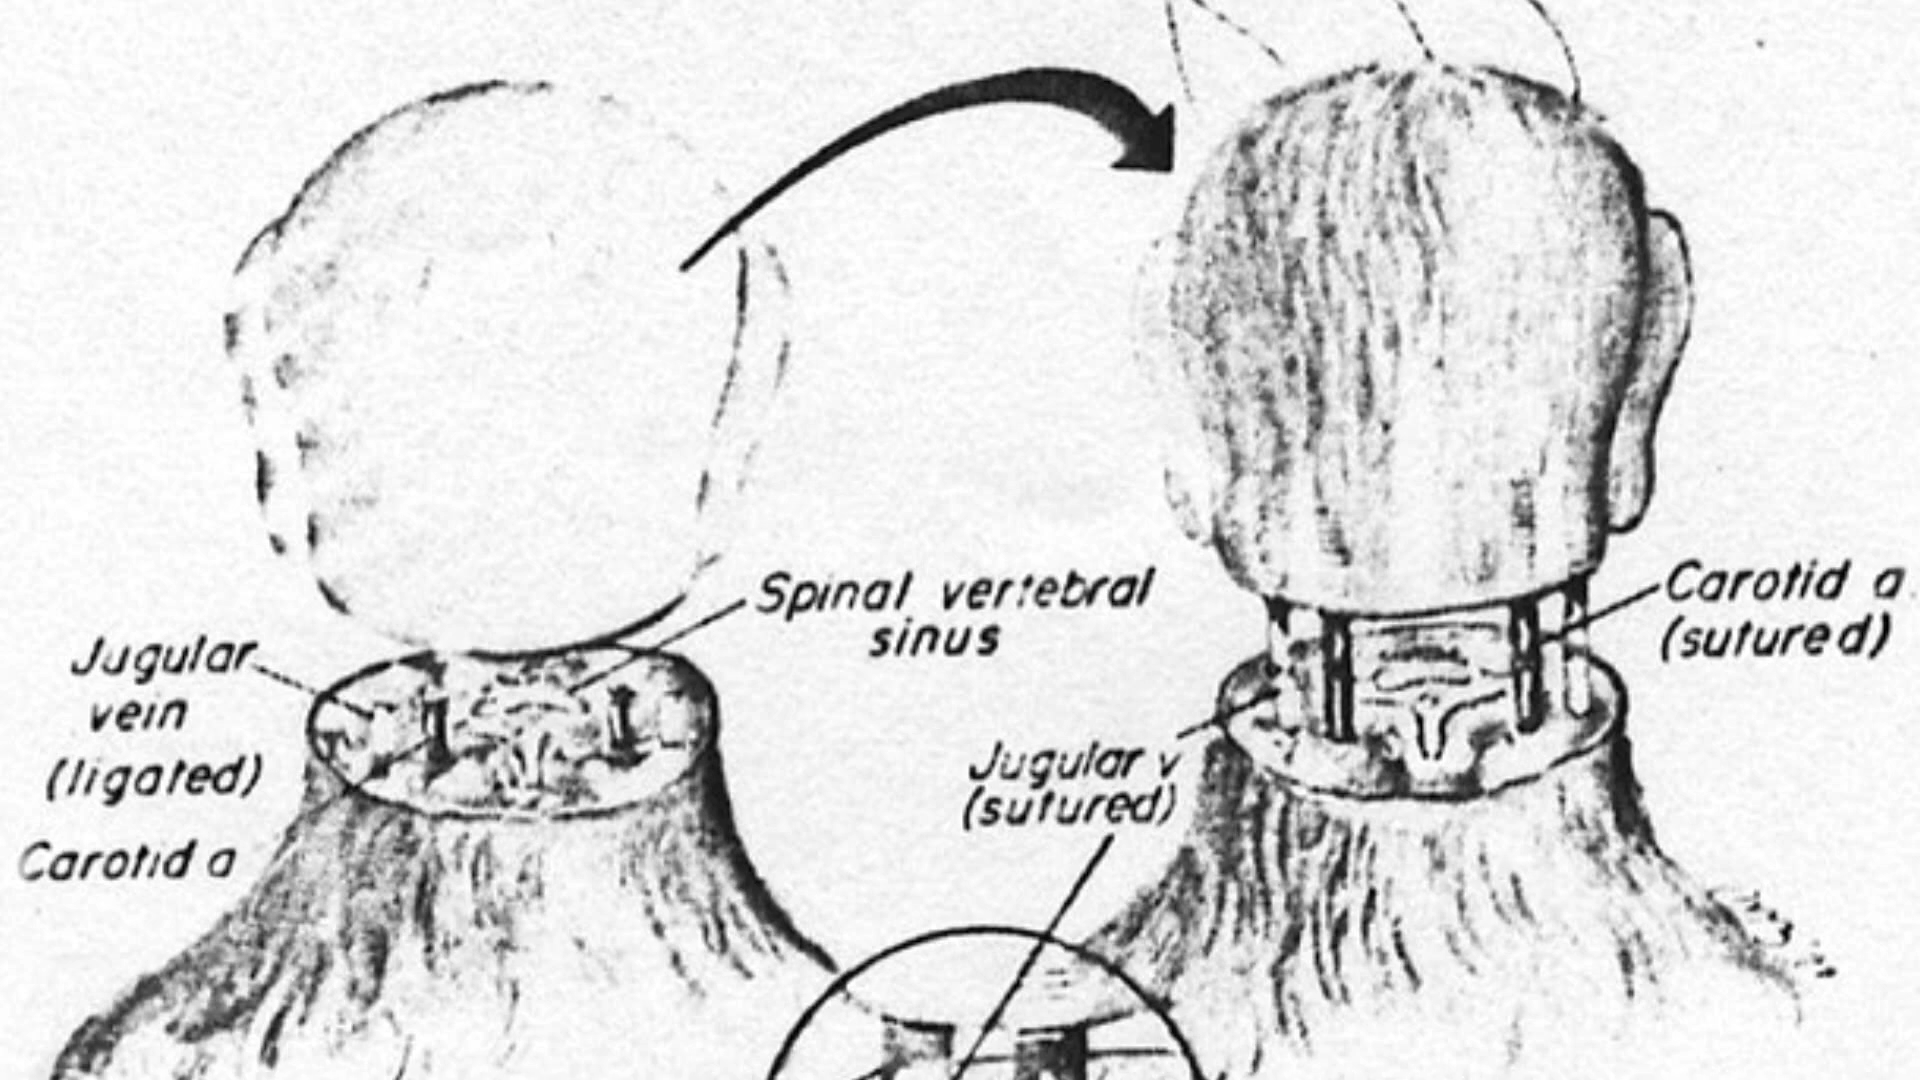 Spinal vertebral
sinus
Jugular
vein
(ligated)
Carotid a
Jugular v
(sutured)
Carotid a.
(sutured)